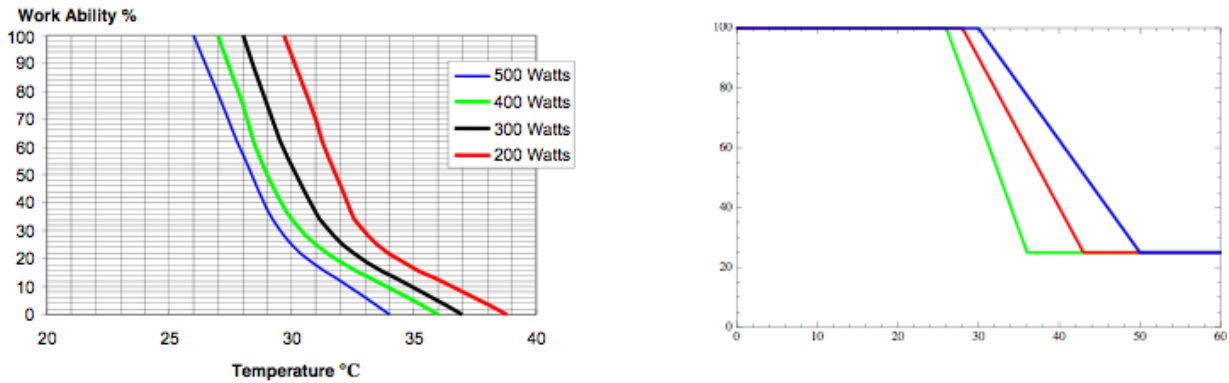 Work Ability %
100
90
80
70
60
50
40
30
20
10
0
20 25 30 35 40
Temperature °C
500 Watts
400 Watts
300 Watts
200 Watts
100
80
60
40
20
0
0 10 20 30 40 50 60